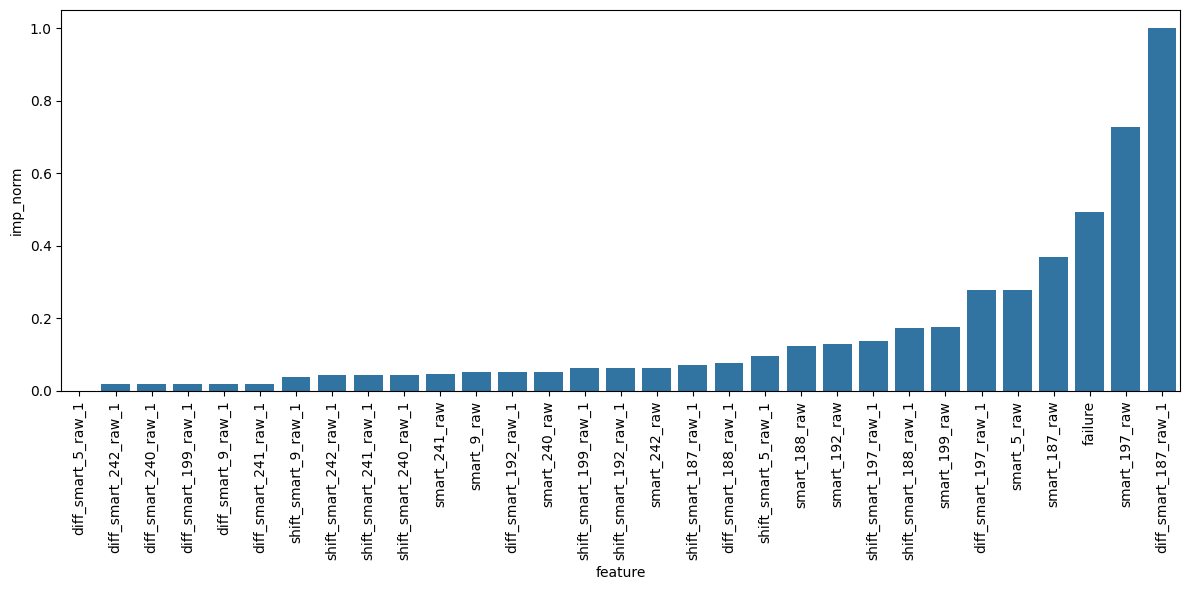 imp_norm
1.0
0.8
0.6
0.4
0.2
0.0
diff_smart_5_raw_1
diff_smart_242_raw_1
diff_smart_240_raw_1
diff_smart_199_raw_1
diff_smart_9_raw_1
diff_smart_241_raw_1
shift_smart_9_raw_1
shift_smart_242_raw_1
shift_smart_241_raw_1
shift_smart_240_raw_1
smart_241_raw
smart_9_raw
diff_smart_192_raw_1
smart_240_raw
shift_smart_199_raw_1
shift_smart_192_raw_1
smart_242_raw
shift_smart_187_raw_1
diff_smart_188_raw_1
shift_smart_5_raw_1
smart_188_raw
smart_192_raw
shift_smart_197_raw_1
shift_smart_188_raw_1
smart_199_raw
diff_smart_197_raw_1
smart_5_raw
smart_187_raw
failure
smart_197_raw
diff_smart_187_raw_1
feature